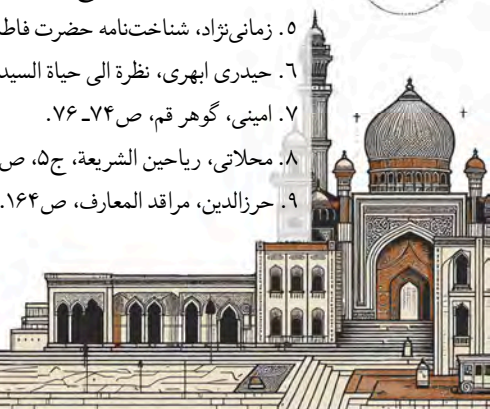 ۵. زمانی‌نژاد، شناخت‌نامه حضرت فاط
۶. حیدری ابهری، نظرة الی حیاة السید
۷. امینی، گوهر قم، ص۷۴ـ ۷۶.
۸. محلاتی، ریاحین الشریعة، ج۵، ص
۹. حرزالدین، مراقد المعارف، ص۱۶۴.